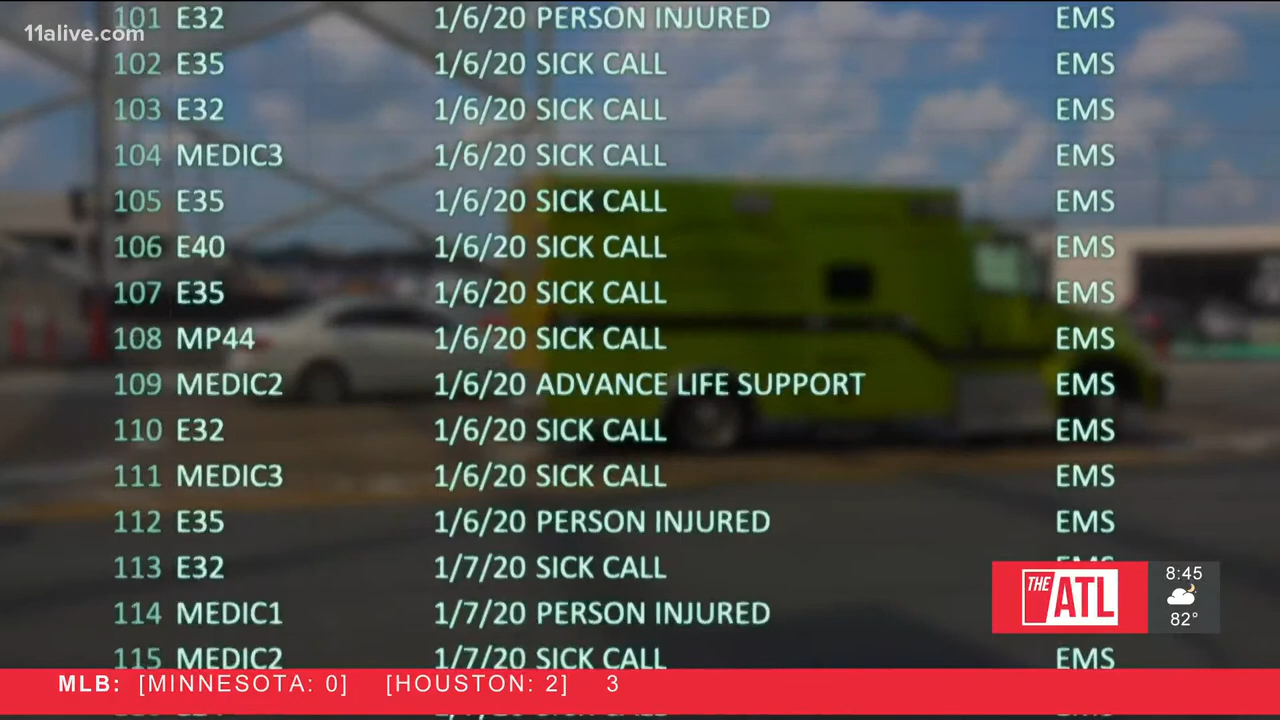 11alive.com
101 E32 1/6/20 PERSON INJURED EMS
102 E35 1/6/20 SICK CALL EMS
103 E32 1/6/20 SICK CALL EMS
104 MEDIC3 1/6/20 SICK CALL EMS
105 E35 1/6/20 SICK CALL EMS
106 E40 1/6/20 SICK CALL EMS
107 E35 1/6/20 SICK CALL EMS
108 MP44 1/6/20 SICK CALL EMS
109 MEDIC2 1/6/20 ADVANCE LIFE SUPPORT EMS
110 E32 1/6/20 SICK CALL EMS
111 MEDIC3 1/6/20 SICK CALL EMS
112 E35 1/6/20 PERSON INJURED EMS
113 E32 1/7/20 SICK CALL EMS
114 MEDIC1 1/7/20 PERSON INJURED
115 MEDIC2 1/7/20 SICK CALL EMS
THE ATL
8:45
82°
MLB: [MINNESOTA: 0] [HOUSTON: 2] 3